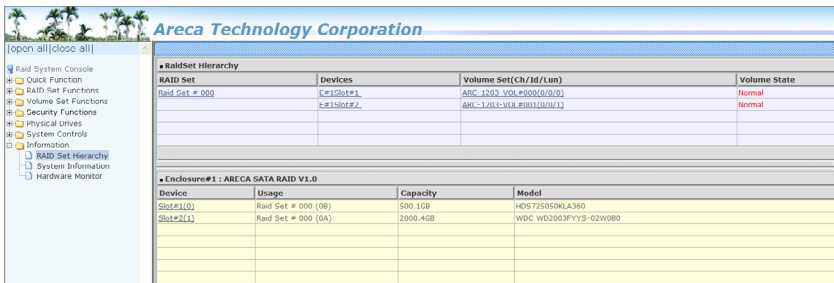 Areca Technology Corporation
|open all|close all|
Raid System Console
Quick Function
RAID Set Functions
Volume Set Functions
Security Functions
Physical Drives
System Controls
Information
RAID Set Hierarchy
System Information
Hardware Monitor
RaidSet Hierarchy
RAID Set Devices Volume Set(Ch/Id/Lun) Volume State
Raid Set # 000 E#1Slot#1 ARC-1203-VOL#000(0/0/0) Normal
E#1Slot#2 ARC-1203-VOL#001(0/0/1) Normal
Enclosure#1 : ARECA SATA RAID V1.0
Device Usage Capacity Model
Slot#1(0) Raid Set # 000 (0B) 500.1GB HDS725050KLA360
Slot#2(1) Raid Set # 000 (0A) 2000.4GB WDC WD2003FYYS-02W0B0